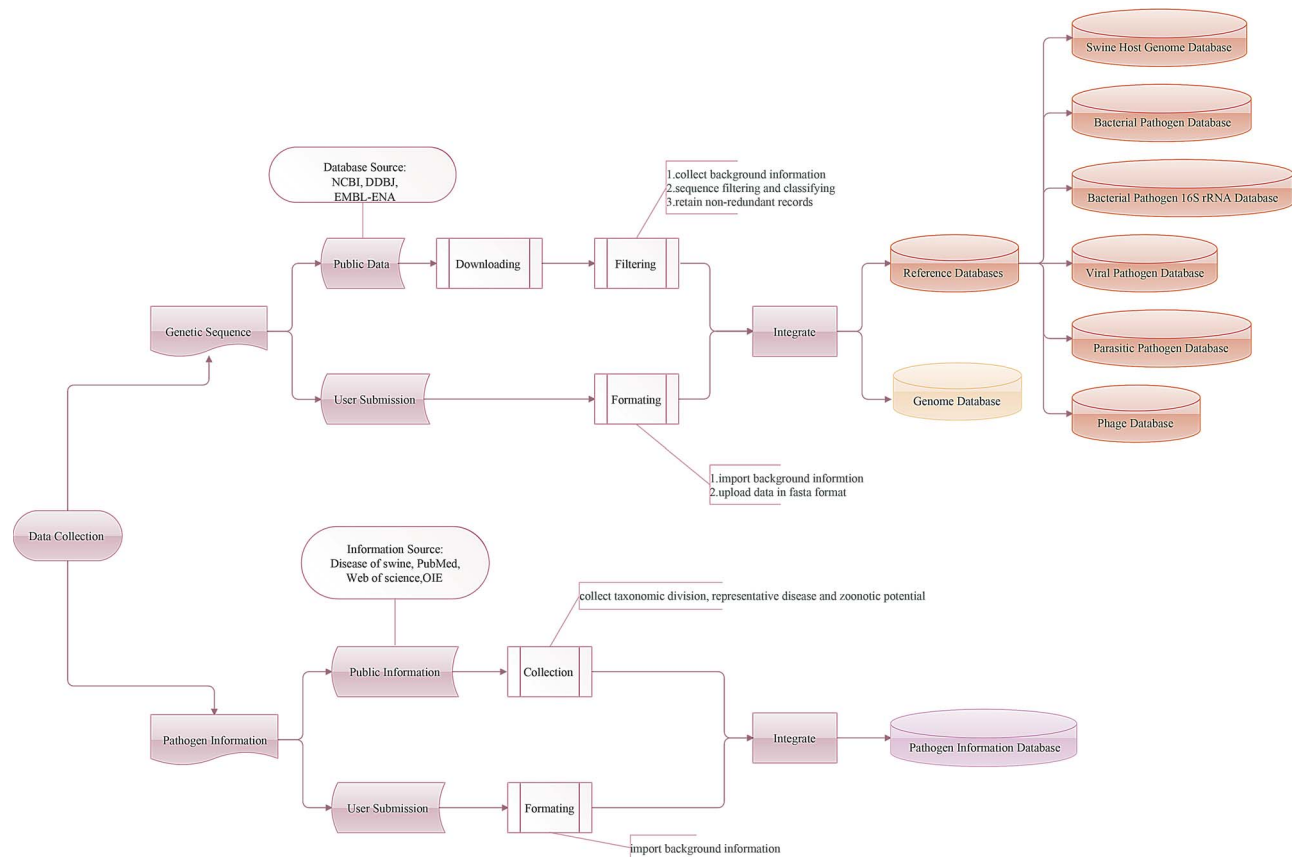 Swine Host Genome Database
Bacterial Pathogen Database
Database Source:
NCBI, DDBJ,
EMBL-ENA
1.collect background information
2.sequence filtering and classifying
3.retain non-redundant records
Bacterial Pathogen 16S rRNA Database
Public Data
Downloading
Filtering
Reference Databases
Viral Pathogen Database
Genetic Sequence
Integrate
Parasitic Pathogen Database
User Submission
Formating
Genome Database
Phage Database
1.import background informtion
2.upload data in fasta format
Data Collection
Information Source:
Disease of swine, PubMed,
Web of science,OIE
collect taxonomic division, representative disease and zoonotic potential
Public Information
Collection
Pathogen Information
Integrate
Pathogen Information Database
User Submission
Formating
import background information